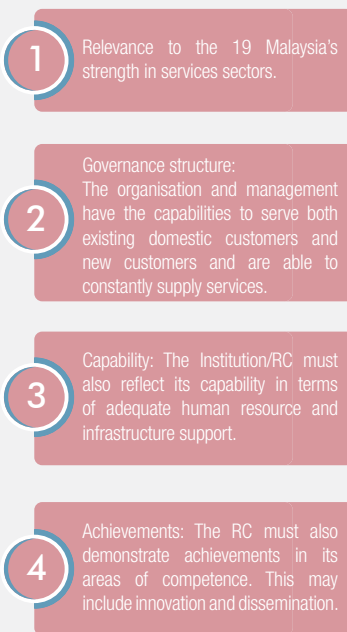 1
Relevance to the 19 Malaysia's
strength in services sectors.
2
Governance structure:
The organisation and management
have the capabilities to serve both
existing domestic customers and
new customers and are able to
constantly supply services.
3
Capability: The Institution/RC must
also reflect its capability in terms
of adequate human resource and
infrastructure support.
4
Achievements: The RC must also
demonstrate achievements in its
areas of competence. This may
include innovation and dissemination.